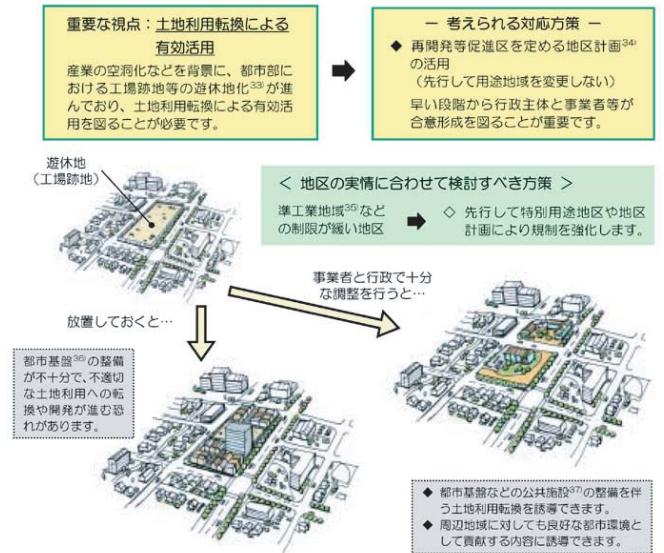 重要な視点：土地利用転換による
有効活用
産業の空洞化などを背景に、都市部に
おける工場跡地等の遊休地化33)が進
んでおり、土地利用転換による有効活
用を図ることが必要です。
― 考えられる対応方策 ―
◆ 再開発等促進区を定める地区計画34)
の活用
（先行して用途地域を変更しない）
早い段階から行政主体と事業者等が
合意形成を図ることが重要です。
遊休地
（工場跡地）
＜ 地区の実情に合わせて検討すべき方策 ＞
準工業地域35)など
の制限が緩い地区
◇ 先行して特別用途地区や地区
計画により規制を強化します。
事業者と行政で十分
な調整を行うと…
放置しておくと…
都市基盤36)の整備
が不十分で、不適切
な土地利用への転
換や開発が進む恐
れがあります。
◆ 都市基盤などの公共施設37)の整備を伴
う土地利用転換を誘導できます。
◆ 周辺地域に対しても良好な都市環境と
して貢献する内容に誘導できます。